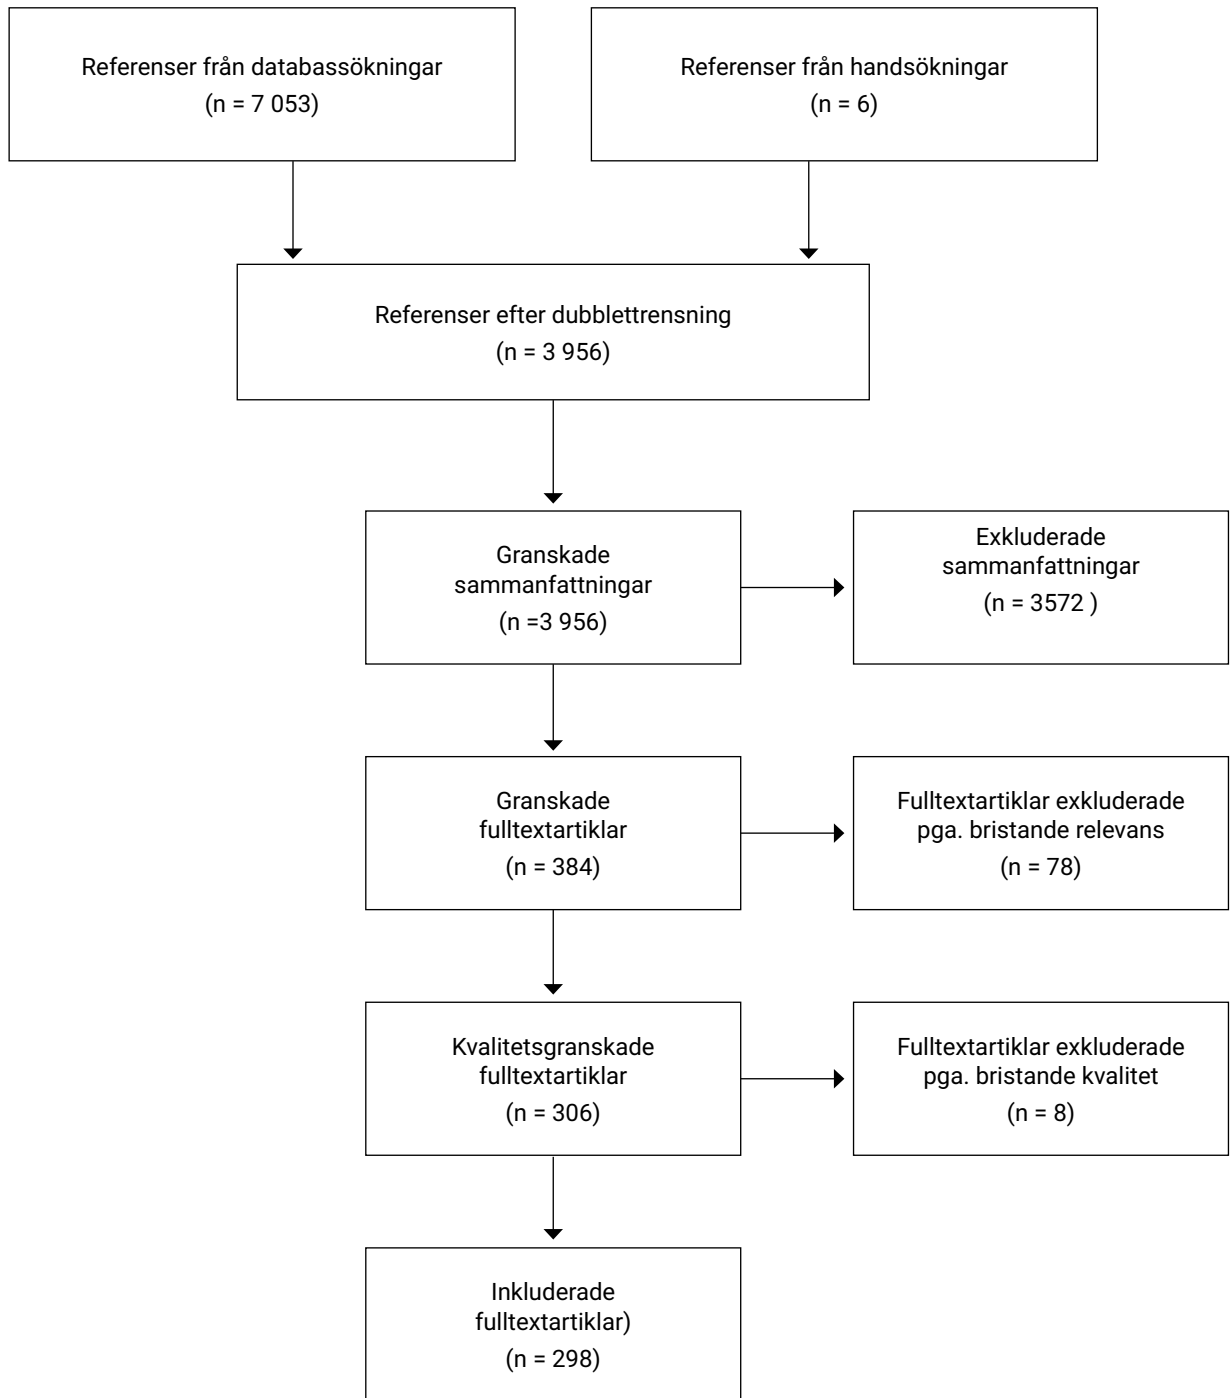 Referenser från databassökningar
(n = 7 053)
Referenser från handsökningar
(n = 6)
Referenser efter dubblettrensning
(n = 3 956)
Granskade
sammanfattningar
(n =3 956)
Exkluderade
sammanfattningar
(n = 3572 )
Granskade
fulltextartiklar
(n = 384)
Fulltextartiklar exkluderade
pga. bristande relevans
(n = 78)
Kvalitetsgranskade
fulltextartiklar
(n = 306)
Fulltextartiklar exkluderade
pga. bristande kvalitet
(n = 8)
Inkluderade
fulltextartiklar)
(n = 298)